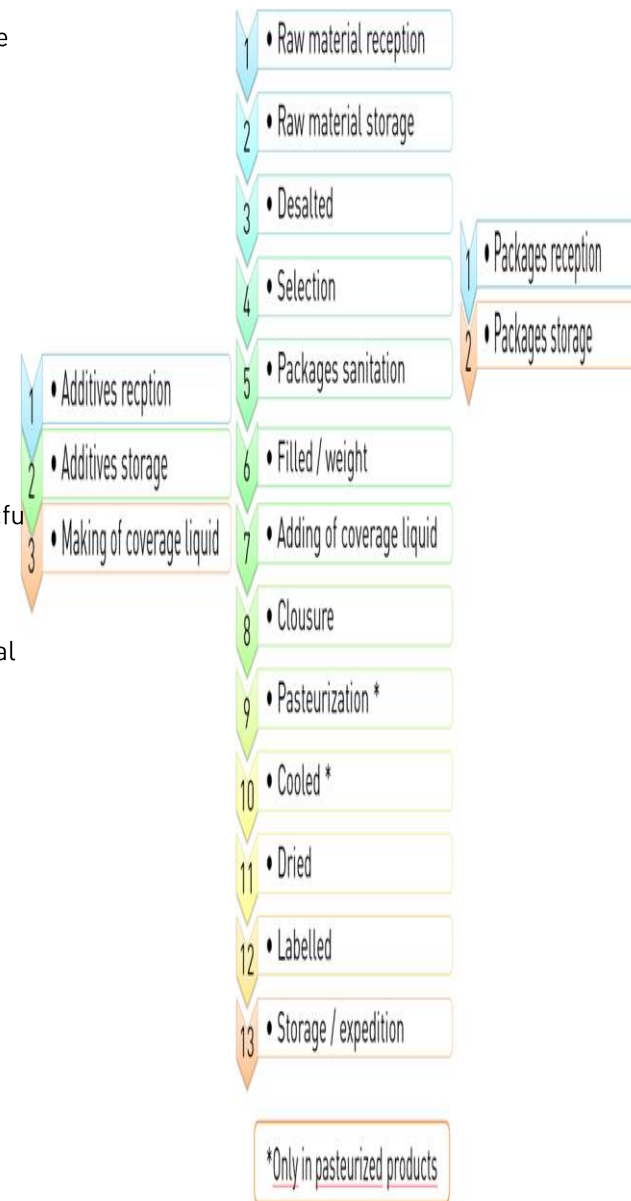 e
1 • Raw material reception
2 • Raw material storage
3 • Desalted
4 • Selection
5 • Packages sanitation
6 • Filled / weight
7 • Adding of coverage liquid
8 • Clousure
9 • Pasteurization *
10 • Cooled *
11 • Dried
12 • Labelled
13 • Storage / expedition
*Only in pasteurized products
1 • Packages reception
2 • Packages storage
1 • Additives recption
2 • Additives storage
3 • Making of coverage liquid
fu
al